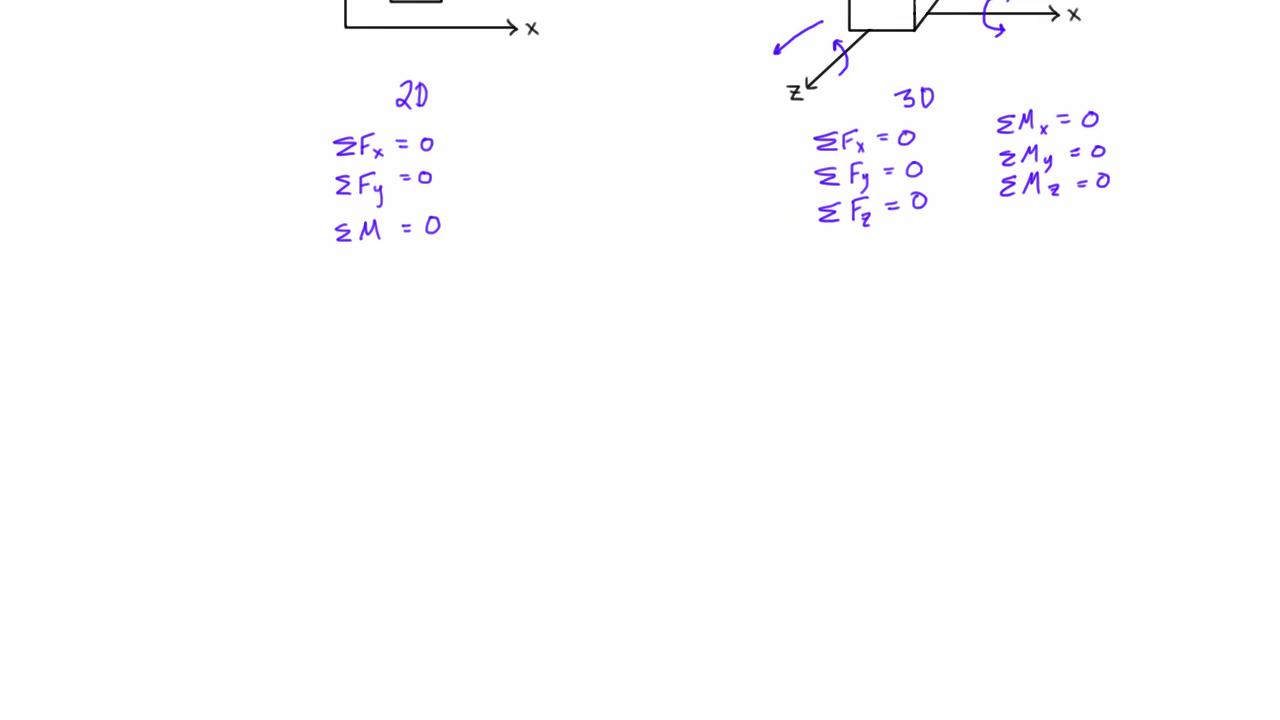 x
2D
ΣFx = 0
ΣFy = 0
ΣM = 0
x
z
3D
ΣFx = 0
ΣFy = 0
ΣFz = 0
ΣMx = 0
ΣMy = 0
ΣMz = 0